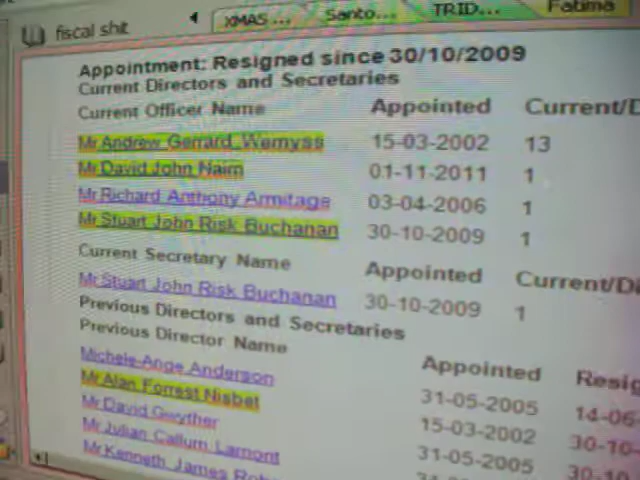 fiscal shit
XMAS ... Santo... TRID... Fatima
Appointment: Resigned since 30/10/2009
Current Directors and Secretaries
Current Officer Name Appointed Current/D
Mr Andrew Gerrard Wemyss 15-03-2002 13
Mr David John Nairn 01-11-2011 1
Mr Richard Anthony Armitage 03-04-2006 1
Mr Stuart John Risk Buchanan 30-10-2009 1
Current Secretary Name Appointed Current/Di
Mr Stuart John Risk Buchanan 30-10-2009 1
Previous Directors and Secretaries
Previous Director Name Appointed Resig
Michele-Ange Anderson 31-05-2005 14-06-
Mr Alan Forrest Nisbet 15-03-2002 30-10-
Mr David Gwyther 31-05-2005 30-10
Mr Julian Callum Lamont
Mr Kenneth James